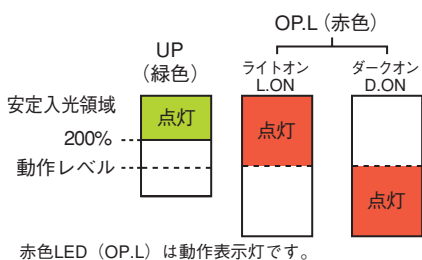 OP.L（赤色）
UP
（緑色）
ライトオン
L.ON
ダークオン
D.ON
安定入光領域
点灯
点灯
200%
動作レベル
点灯
赤色LED（OP.L）は動作表示灯です。